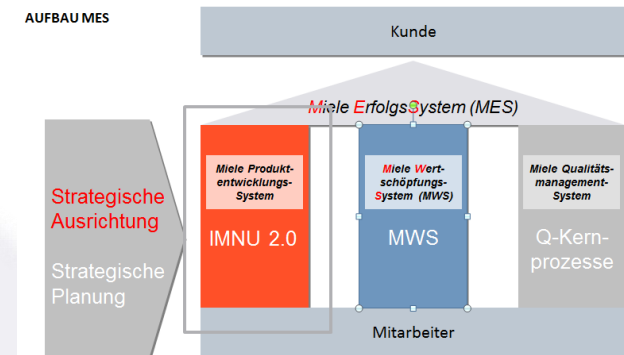 AUFBAU MES
Kunde
Miele ErfolgsSystem (MES)
Strategische
Ausrichtung
Strategische
Planung
Miele Produkt-
entwicklungs-
System
IMNU 2.0
Miele Wert-
schöpfungs-
System (MWS)
MWS
Miele Qualitäts-
management-
System
Q-Kern-
prozesse
Mitarbeiter